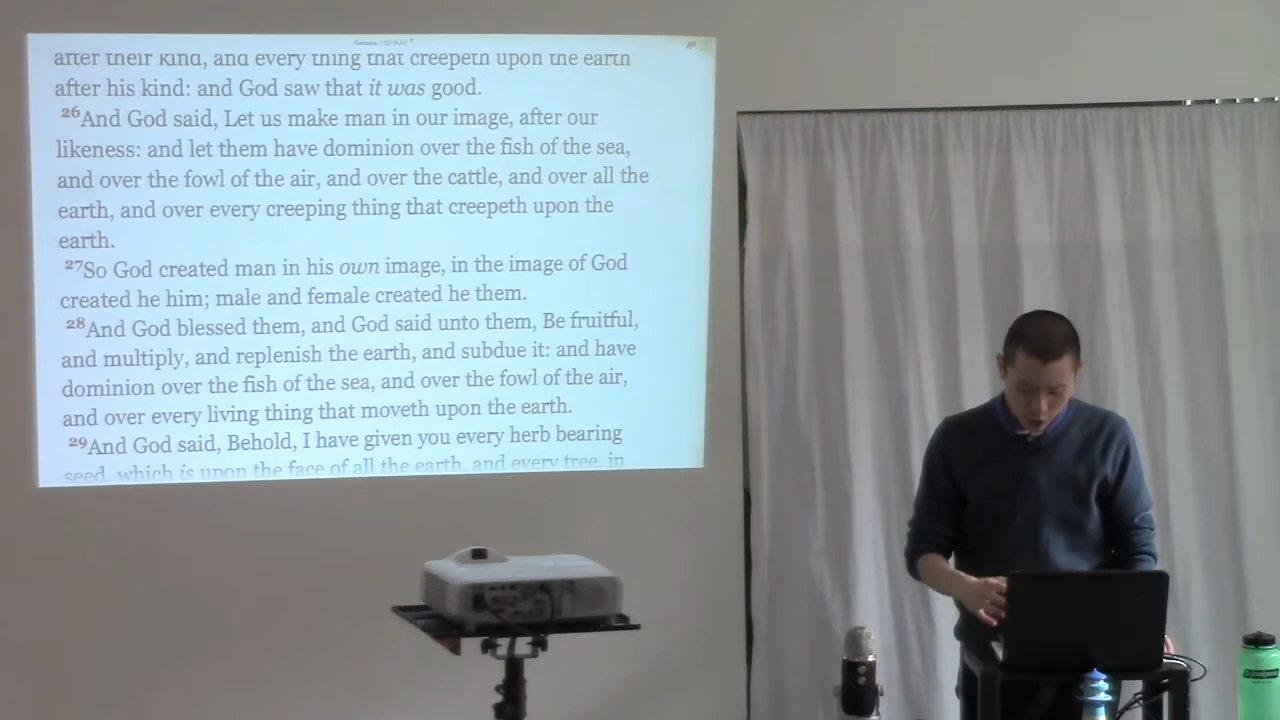 after their kind, and every thing that creepeth upon the earth
after his kind: and God saw that it was good.
26And God said, Let us make man in our image, after our
likeness: and let them have dominion over the fish of the sea,
and over the fowl of the air, and over the cattle, and over all the
earth, and over every creeping thing that creepeth upon the
earth.
27So God created man in his own image, in the image of God
created he him; male and female created he them.
28And God blessed them, and God said unto them, Be fruitful,
and multiply, and replenish the earth, and subdue it: and have
dominion over the fish of the sea, and over the fowl of the air,
and over every living thing that moveth upon the earth.
29And God said, Behold, I have given you every herb bearing
seed, which is upon the face of all the earth, and every tree, in